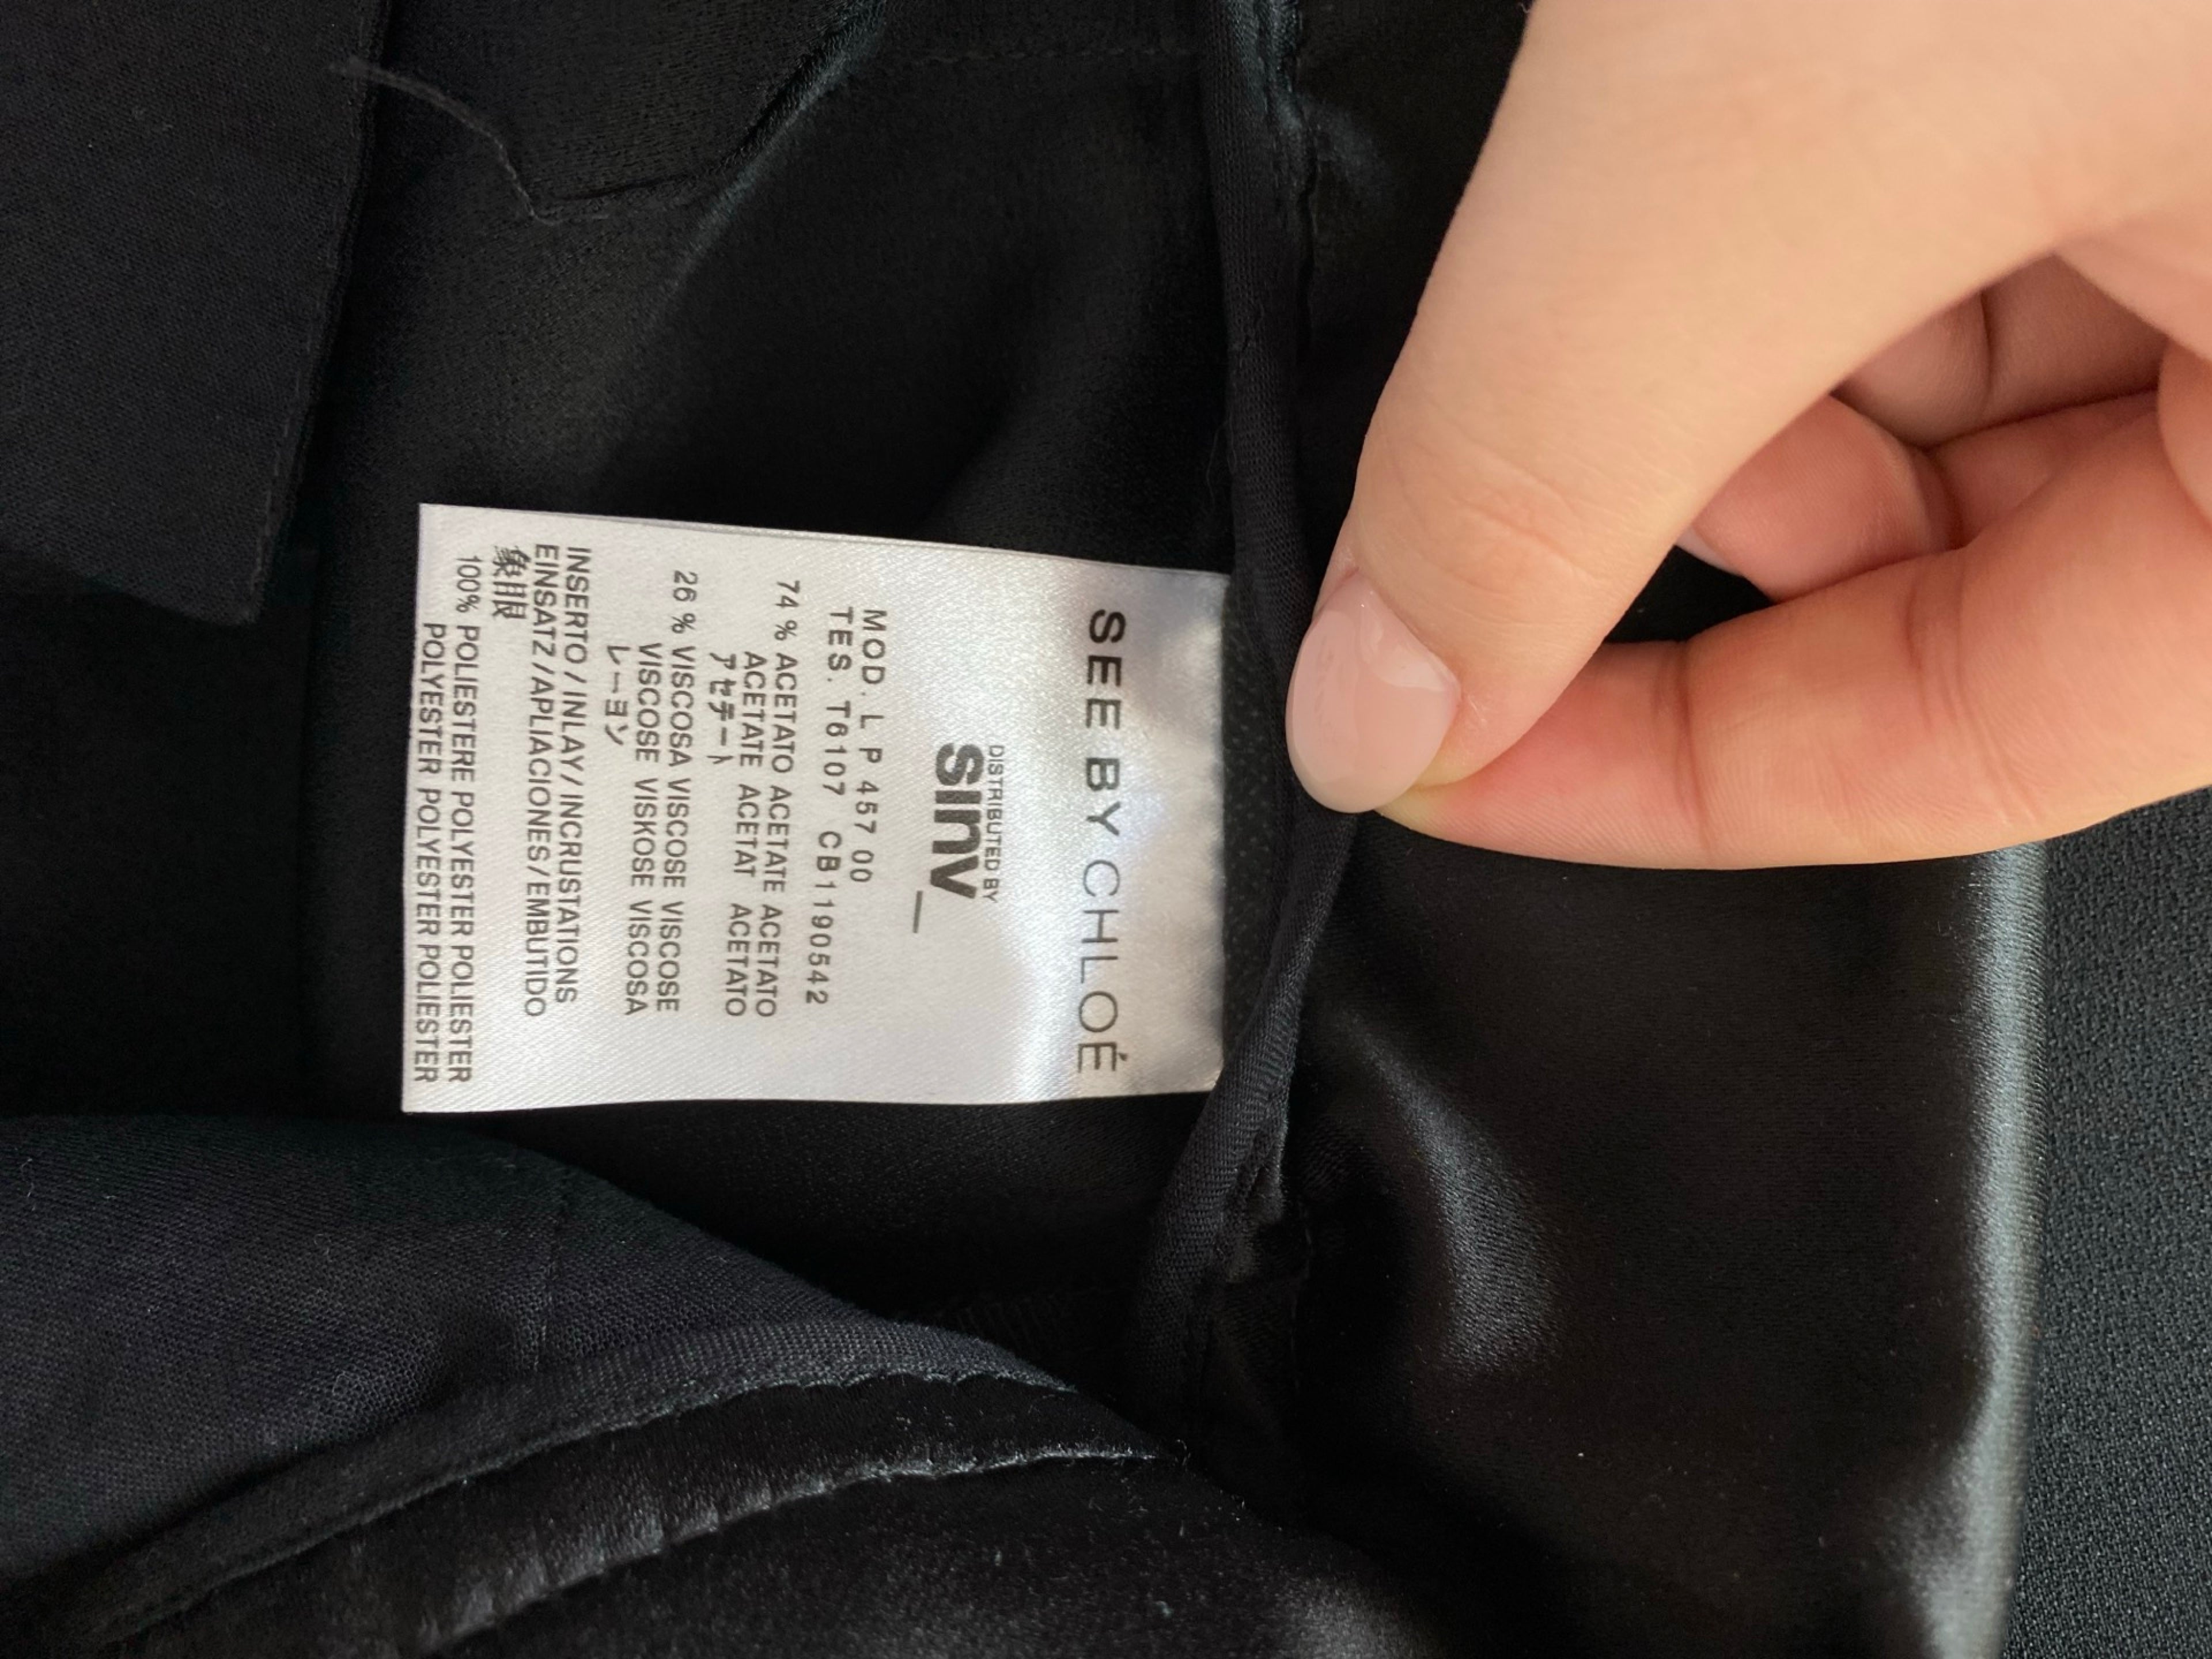 SEE BY CHLOÉ
DISTRIBUTED BY
sinv_
MOD. L P 457 00
TES. T6107 CB1190542
74 % ACETATO ACETATE ACETATO
ACETATE ACETAT ACETATO
アセテート
26 % VISCOSA VISCOSE VISCOSE
VISCOSE VISKOSE VISCOSA
レーヨン
INSERTO / INLAY / INCRUSTATIONS
EINSATZ / APLIACIONES / EMBUTIDO
象眼
100% POLIESTERE POLYESTER POLIESTER
POLYESTER POLYESTER POLIESTER